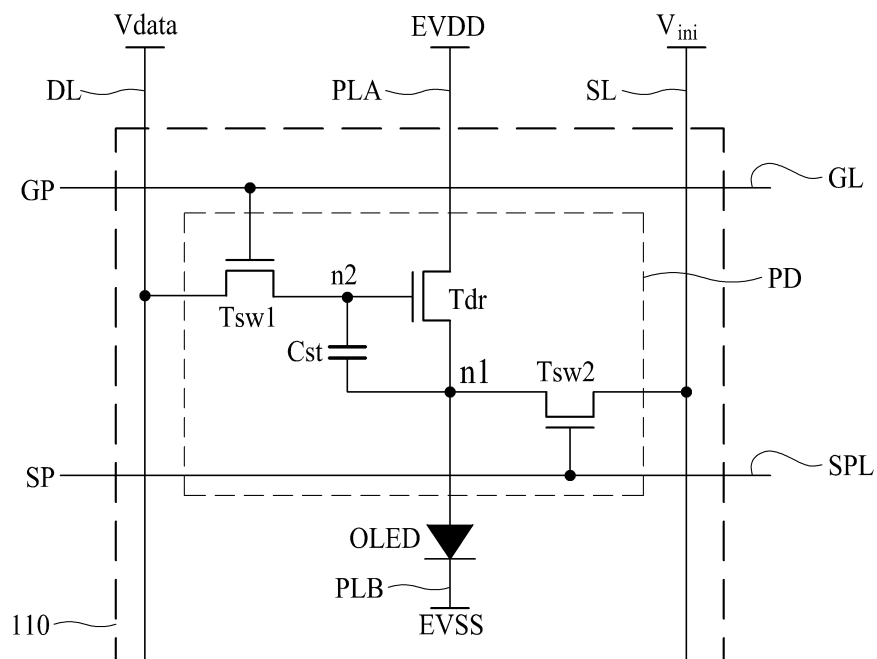 Vdata EVDD Vini
DL PLA SL
GP GL
n2 PD
Tsw1 Tdr
Cst n1 Tsw2
SP SPL
OLED
PLB
110 EVSS